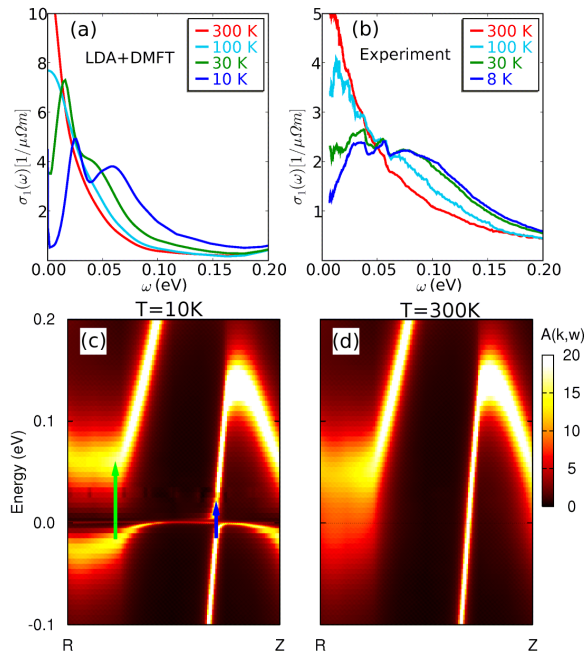 (a)
LDA+DMFT
300 K
100 K
30 K
10 K
σ₁(ω)[1/μΩm]
10
8
6
4
2
0.00 0.05 0.10 0.15 0.20
ω (eV)
(b)
Experiment
300 K
100 K
30 K
8 K
σ₁(ω)[1/μΩm]
5
4
3
2
1
0.00 0.05 0.10 0.15 0.20
ω (eV)
T=10K
(c)
Energy (eV)
0.2
0.1
0.0
-0.1
R Z
T=300K
(d)
R Z
A(k,w)
20
15
10
5
0